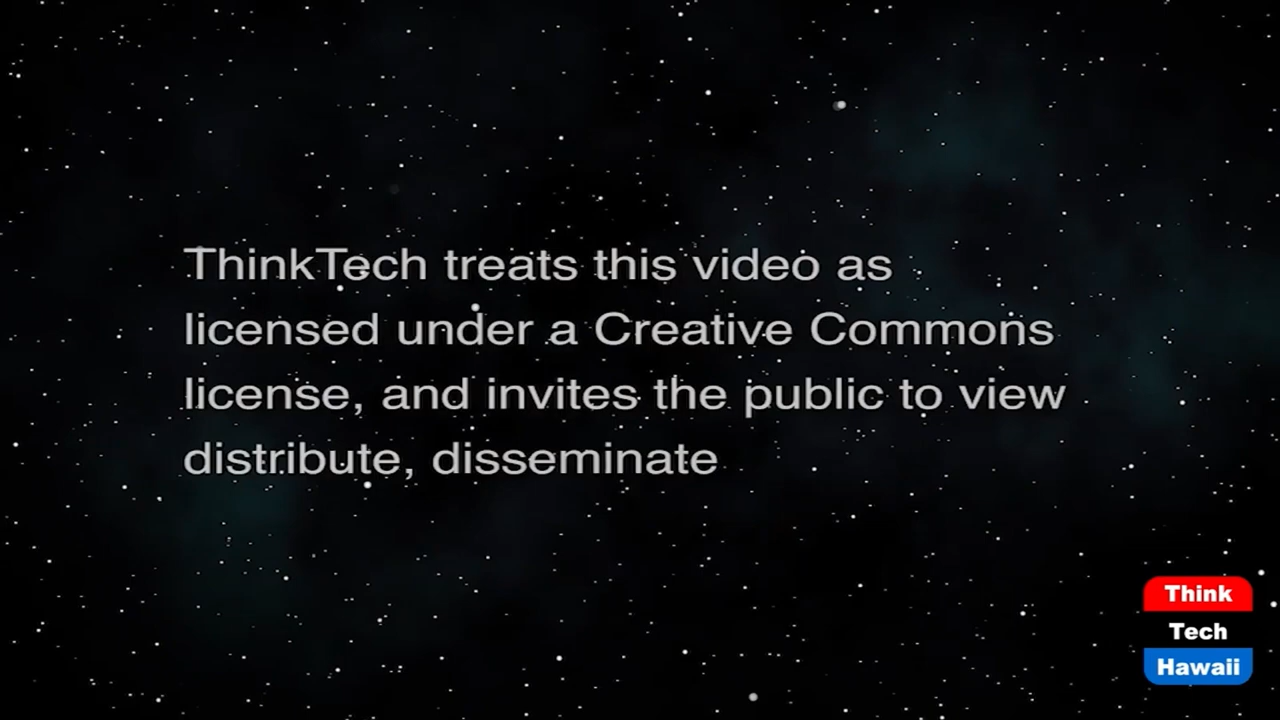 ThinkTech treats this video as
licensed under a Creative Commons
license, and invites the public to view
distribute, disseminate
Think
Tech
Hawaii